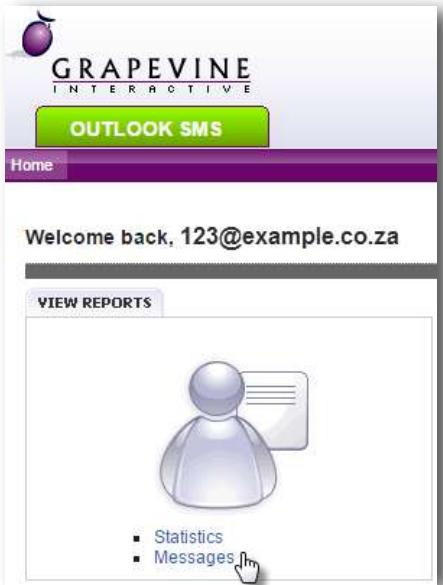 GRAPEVINE
INTERACTIVE
OUTLOOK SMS
Home
Welcome back, 123@example.co.za
VIEW REPORTS
Statistics
Messages